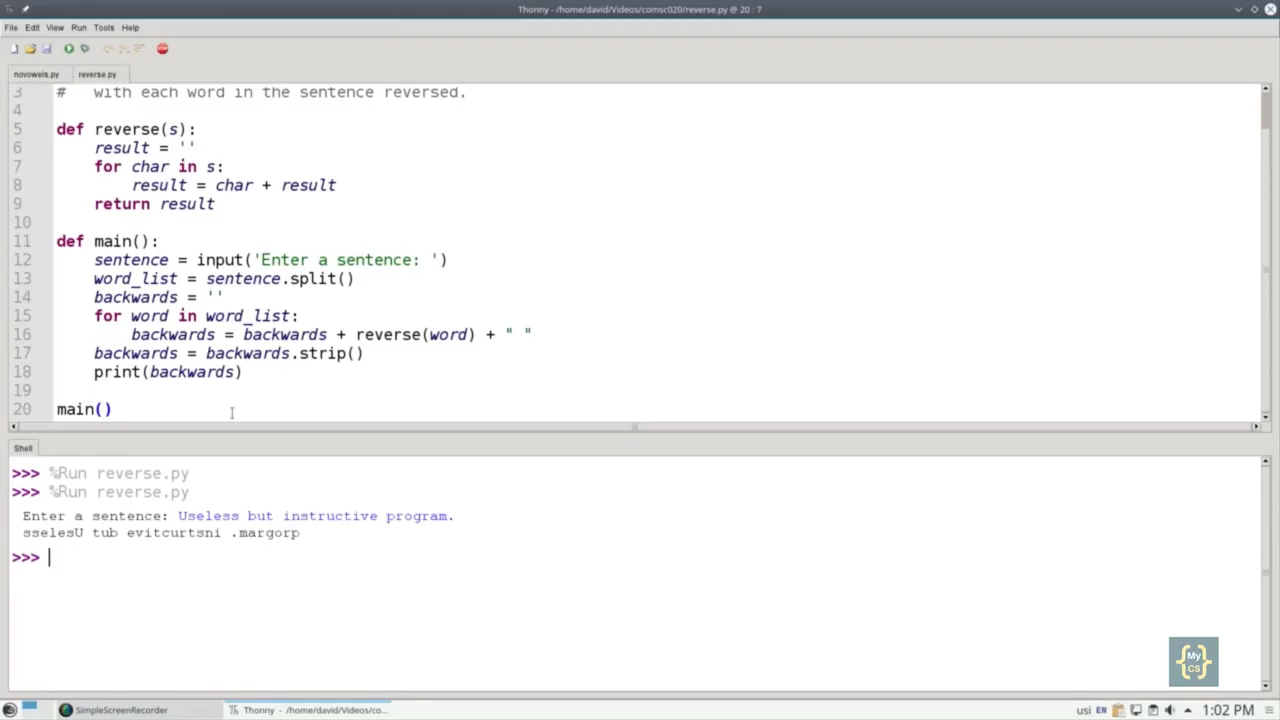 Thonny - /home/david/Videos/comsc020/reverse.py @ 20 : 7
File Edit View Run Tools Help
novowels.py reverse.py
3 # with each word in the sentence reversed.
4
5 def reverse(s):
6 result = ''
7 for char in s:
8 result = char + result
9 return result
10
11 def main():
12 sentence = input('Enter a sentence: ')
13 word_list = sentence.split()
14 backwards = ''
15 for word in word_list:
16 backwards = backwards + reverse(word) + " "
17 backwards = backwards.strip()
18 print(backwards)
19
20 main()
Shell
>>> %Run reverse.py
>>> %Run reverse.py
Enter a sentence: Useless but instructive program.
sselesU tub evitcurtsni .margorp
>>>
{My CS}
SimpleScreenRecorder Thonny - /home/david/Videos/co... usi EN 1:02 PM